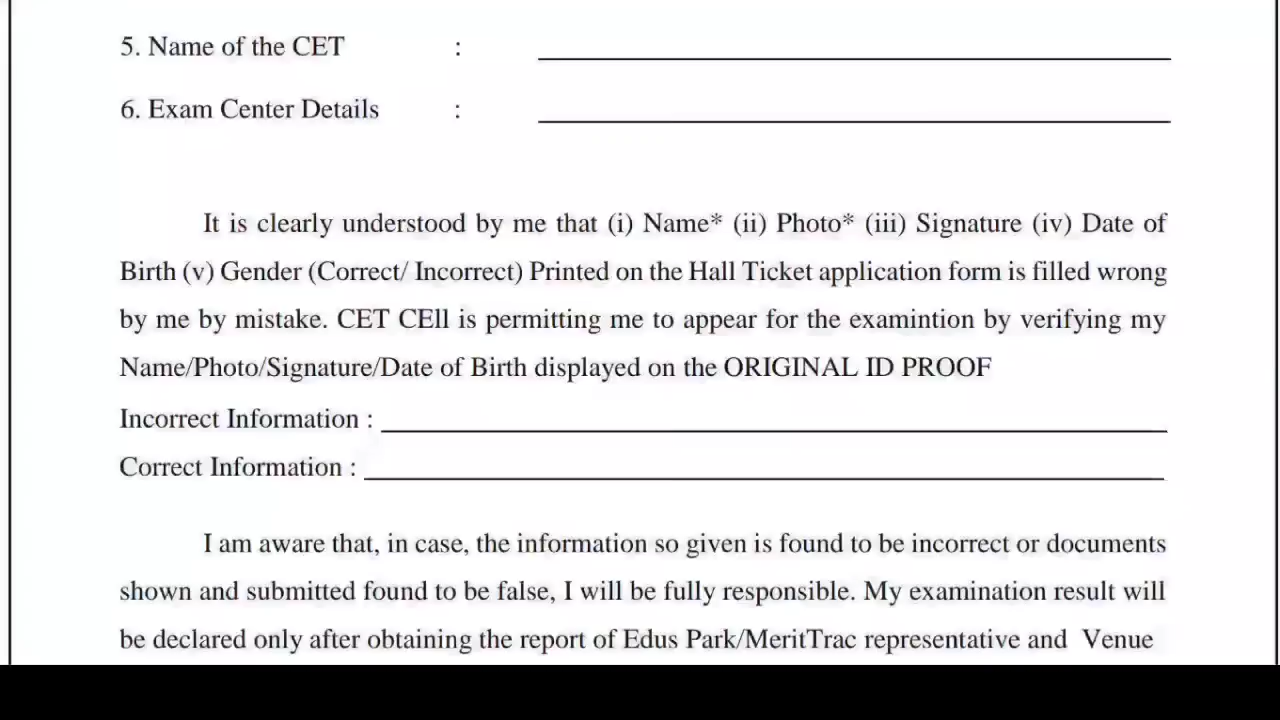 5. Name of the CET :
6. Exam Center Details :
It is clearly understood by me that (i) Name* (ii) Photo* (iii) Signature (iv) Date of
Birth (v) Gender (Correct/ Incorrect) Printed on the Hall Ticket application form is filled wrong
by me by mistake. CET CEll is permitting me to appear for the examintion by verifying my
Name/Photo/Signature/Date of Birth displayed on the ORIGINAL ID PROOF
Incorrect Information :
Correct Information :
I am aware that, in case, the information so given is found to be incorrect or documents
shown and submitted found to be false, I will be fully responsible. My examination result will
be declared only after obtaining the report of Edus Park/MeritTrac representative and Venue